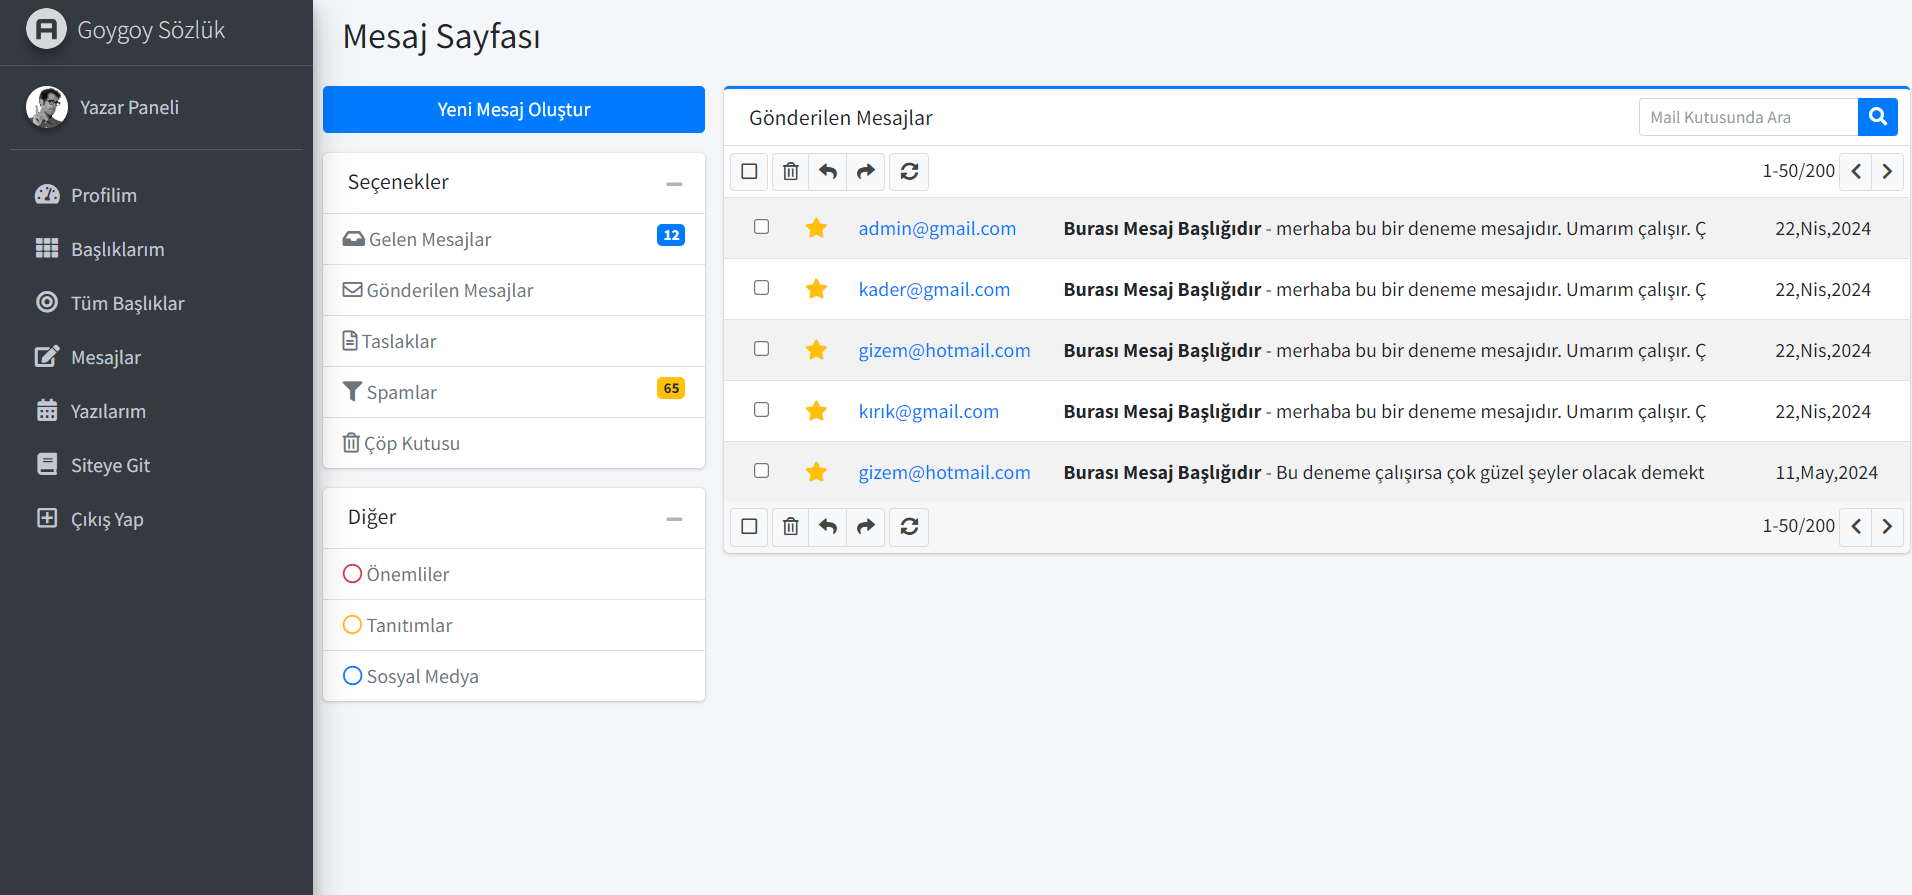 Goygoy Sözlük
Yazar Paneli
Profilim
Başlıklarım
Tüm Başlıklar
Mesajlar
Yazılarım
Siteye Git
Çıkış Yap
Mesaj Sayfası
Yeni Mesaj Oluştur
Seçenekler
Gelen Mesajlar 12
Gönderilen Mesajlar
Taslaklar
Spamlar 65
Çöp Kutusu
Diğer
Önemliler
Tanıtımlar
Sosyal Medya
Gönderilen Mesajlar
Mail Kutusunda Ara
1-50/200
admin@gmail.com Burası Mesaj Başlığıdır - merhaba bu bir deneme mesajıdır. Umarım çalışır. Ç 22,Nis,2024
kader@gmail.com Burası Mesaj Başlığıdır - merhaba bu bir deneme mesajıdır. Umarım çalışır. Ç 22,Nis,2024
gizem@hotmail.com Burası Mesaj Başlığıdır - merhaba bu bir deneme mesajıdır. Umarım çalışır. Ç 22,Nis,2024
kırık@gmail.com Burası Mesaj Başlığıdır - merhaba bu bir deneme mesajıdır. Umarım çalışır. Ç 22,Nis,2024
gizem@hotmail.com Burası Mesaj Başlığıdır - Bu deneme çalışırsa çok güzel şeyler olacak demekt 11,May,2024
1-50/200